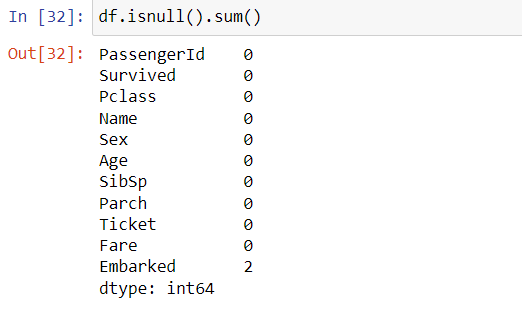 In [32]: df.isnull().sum()
Out[32]: PassengerId    0
Survived       0
Pclass         0
Name           0
Sex            0
Age            0
SibSp          0
Parch          0
Ticket         0
Fare           0
Embarked       2
dtype: int64